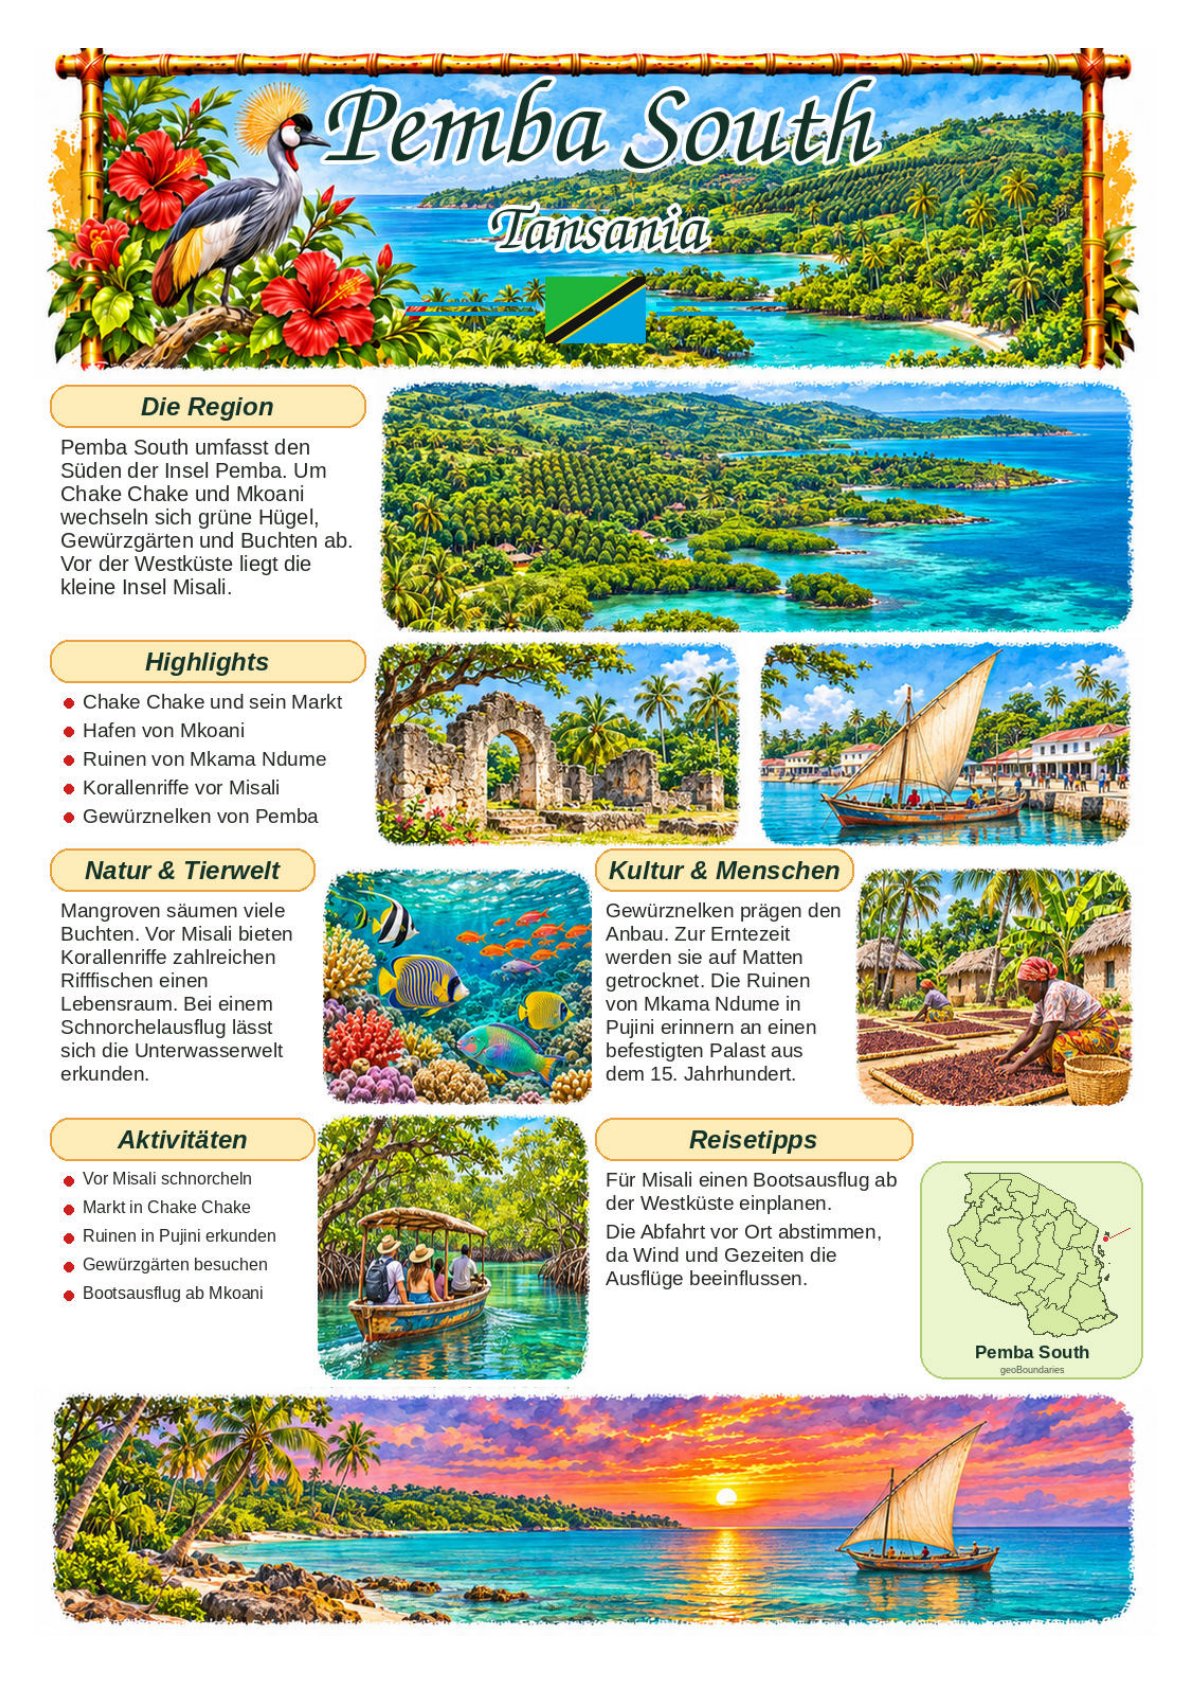 Pemba South
Tansania
Die Region
Pemba South umfasst den
Süden der Insel Pemba. Um
Chake Chake und Mkoani
wechseln sich grüne Hügel,
Gewürzgärten und Buchten ab.
Vor der Westküste liegt die
kleine Insel Misali.
Highlights
Chake Chake und sein Markt
Hafen von Mkoani
Ruinen von Mkama Ndume
Korallenriffe vor Misali
Gewürznelken von Pemba
Natur & Tierwelt
Mangroven säumen viele
Buchten. Vor Misali bieten
Korallenriffe zahlreichen
Rifffischen einen
Lebensraum. Bei einem
Schnorchelausflug lässt
sich die Unterwasserwelt
erkunden.
Kultur & Menschen
Gewürznelken prägen den
Anbau. Zur Erntezeit
werden sie auf Matten
getrocknet. Die Ruinen
von Mkama Ndume in
Pujini erinnern an einen
befestigten Palast aus
dem 15. Jahrhundert.
Aktivitäten
Vor Misali schnorcheln
Markt in Chake Chake
Ruinen in Pujini erkunden
Gewürzgärten besuchen
Bootsausflug ab Mkoani
Reisetipps
Für Misali einen Bootsausflug ab
der Westküste einplanen.
Die Abfahrt vor Ort abstimmen,
da Wind und Gezeiten die
Ausflüge beeinflussen.
Pemba South
geoBoundaries